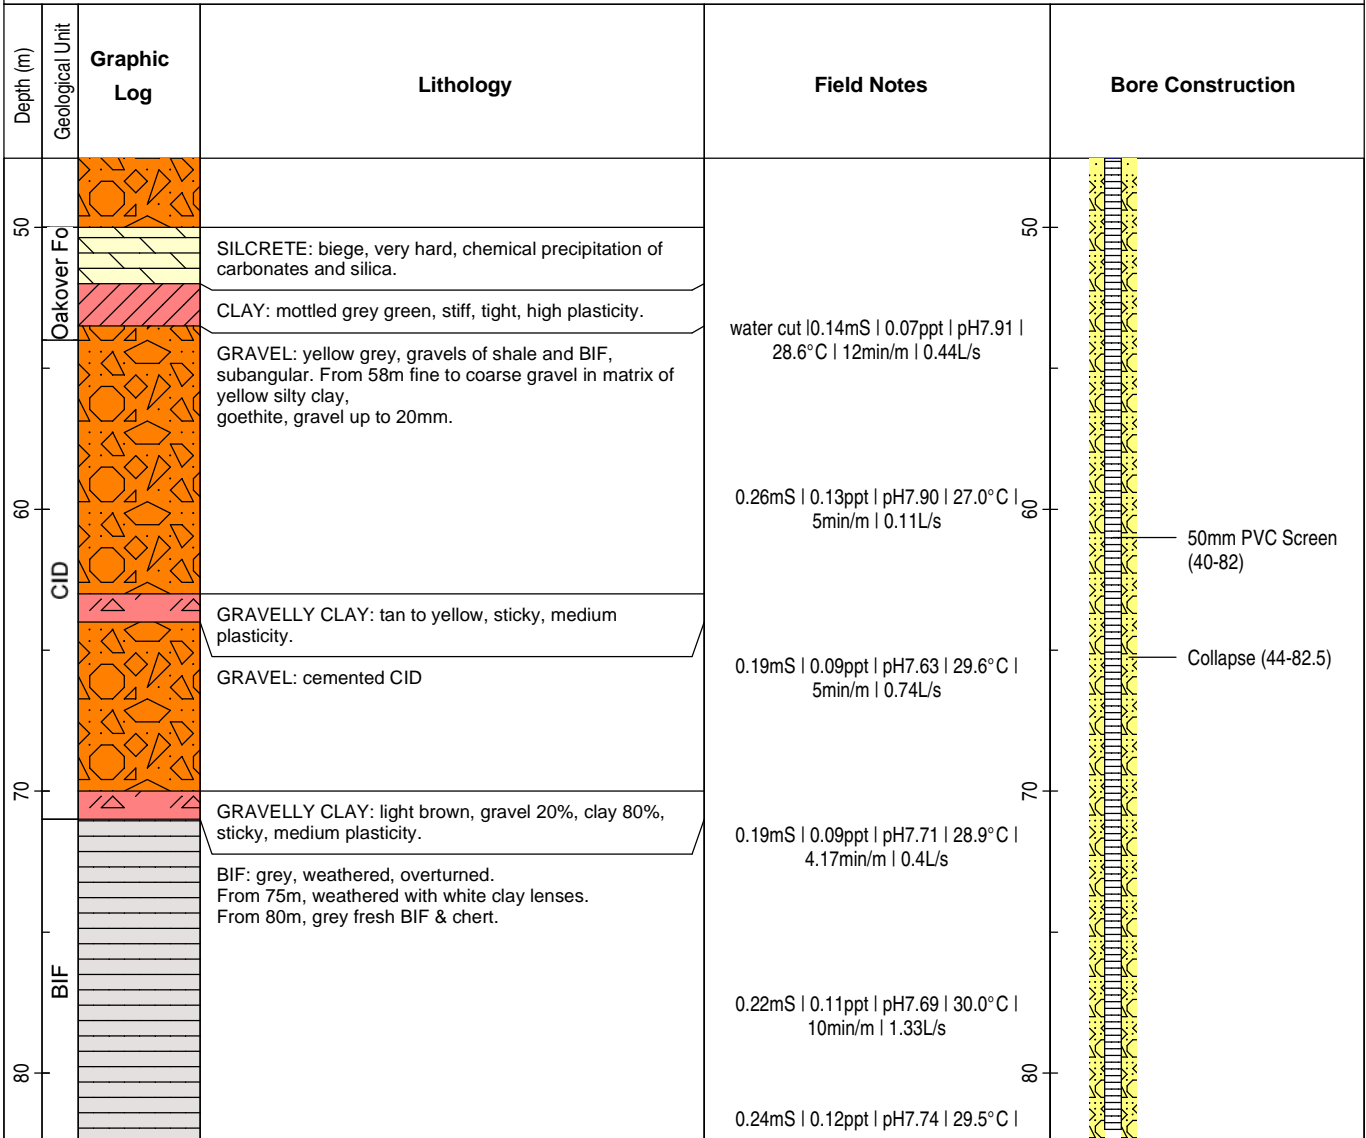 Depth (m)
Geological Unit
Graphic
Log
Lithology
Field Notes
Bore Construction
50
60
70
80
Oakover Fo
CID
BIF
SILCRETE: biege, very hard, chemical precipitation of
carbonates and silica.
CLAY: mottled grey green, stiff, tight, high plasticity.
GRAVEL: yellow grey, gravels of shale and BIF,
subangular. From 58m fine to coarse gravel in matrix of
yellow silty clay,
goethite, gravel up to 20mm.
GRAVELLY CLAY: tan to yellow, sticky, medium
plasticity.
GRAVEL: cemented CID
GRAVELLY CLAY: light brown, gravel 20%, clay 80%,
sticky, medium plasticity.
BIF: grey, weathered, overturned.
From 75m, weathered with white clay lenses.
From 80m, grey fresh BIF & chert.
water cut |0.14mS | 0.07ppt | pH7.91 |
28.6°C | 12min/m | 0.44L/s
0.26mS | 0.13ppt | pH7.90 | 27.0°C |
5min/m | 0.11L/s
0.19mS | 0.09ppt | pH7.63 | 29.6°C |
5min/m | 0.74L/s
0.19mS | 0.09ppt | pH7.71 | 28.9°C |
4.17min/m | 0.4L/s
0.22mS | 0.11ppt | pH7.69 | 30.0°C |
10min/m | 1.33L/s
0.24mS | 0.12ppt | pH7.74 | 29.5°C |
50
60
70
80
50mm PVC Screen
(40-82)
Collapse (44-82.5)